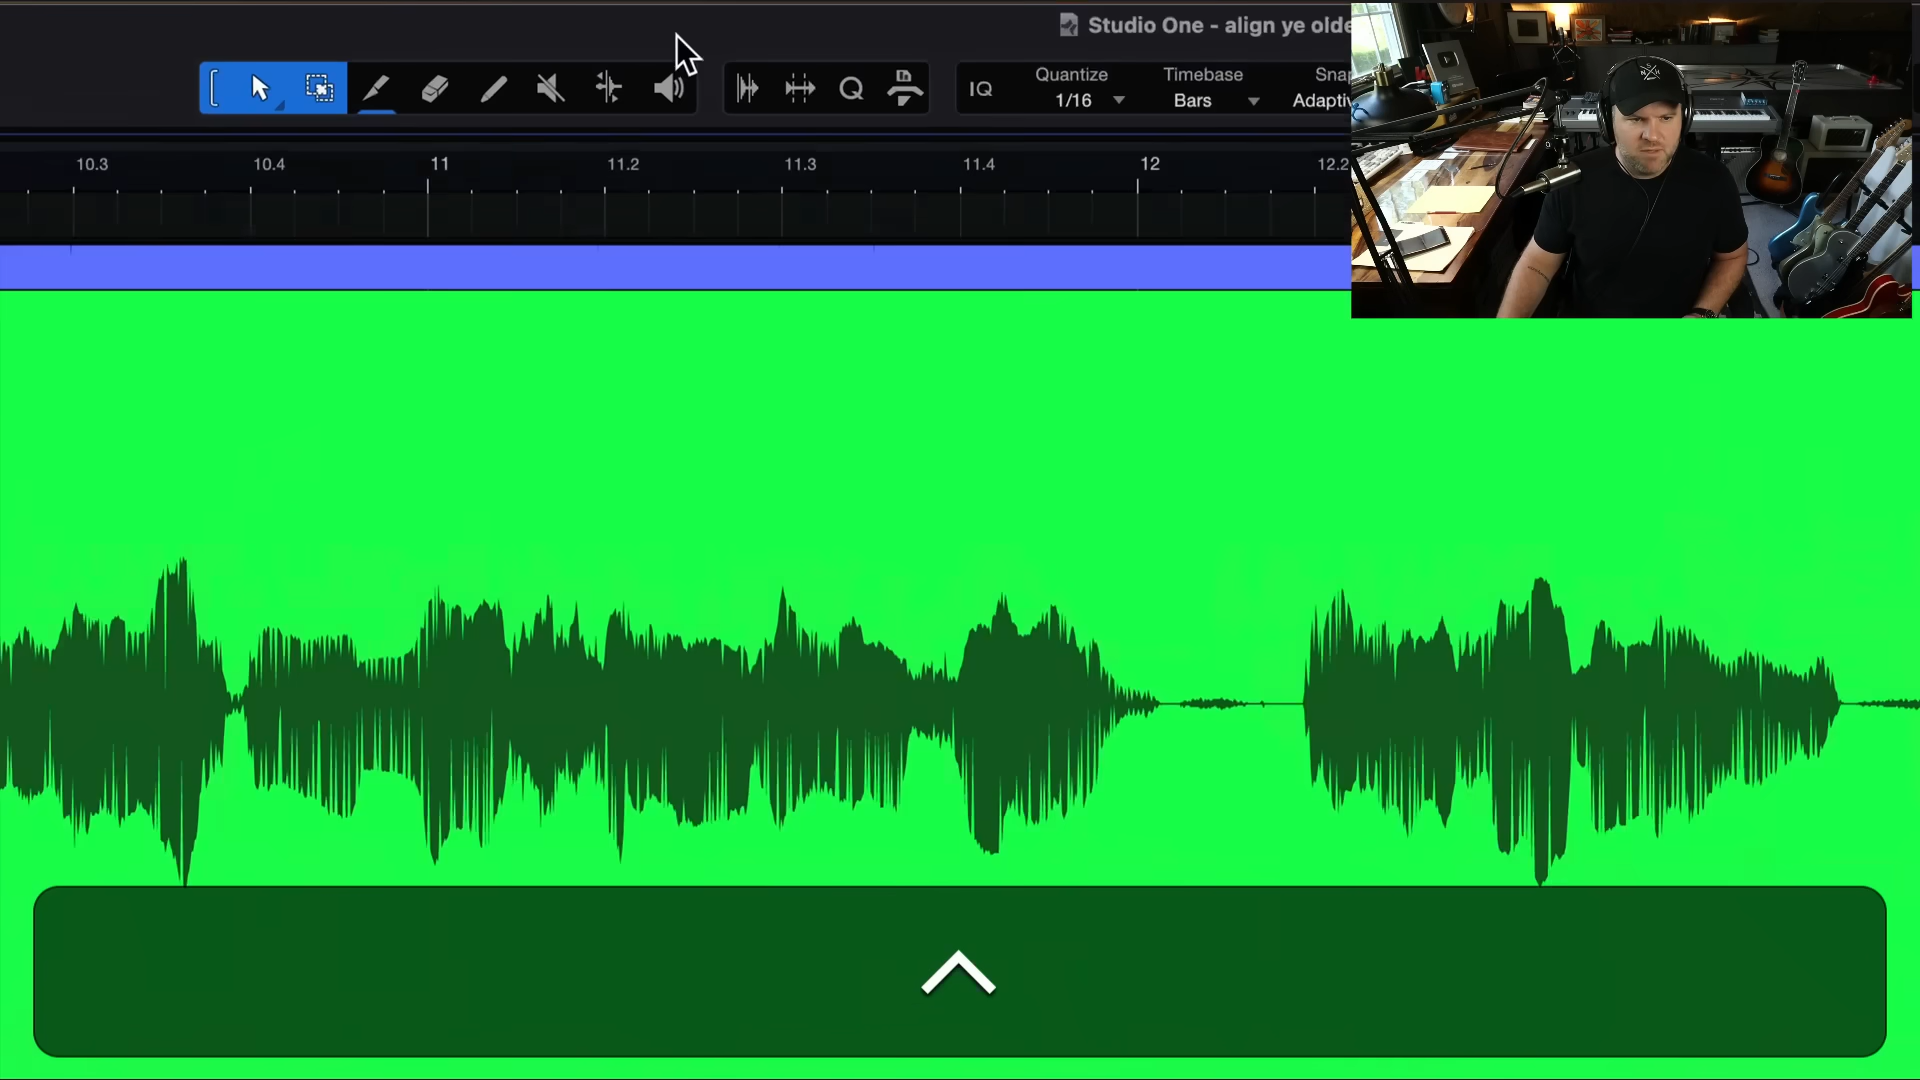 Studio One - align ye olde
IQ
Quantize
1/16
Timebase
Bars
Snap
Adaptiv
10.3
10.4
11
11.2
11.3
11.4
12
12.2